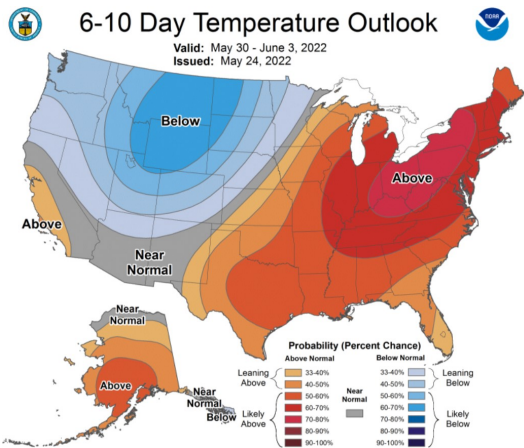 6-10 Day Temperature Outlook
NOAA
Valid: May 30 - June 3, 2022
Issued: May 24, 2022
Below
Above
Above
Near
Normal
Near
Normal
Above
Near
Normal
Below
Probability (Percent Chance)
Above Normal
Below Normal
Leaning
Above
33-40%
40-50%
Likely
Above
50-60%
60-70%
70-80%
80-90%
90-100%
Near
Normal
33-40%
40-50%
Leaning
Below
50-60%
60-70%
70-80%
80-90%
90-100%
Likely
Below